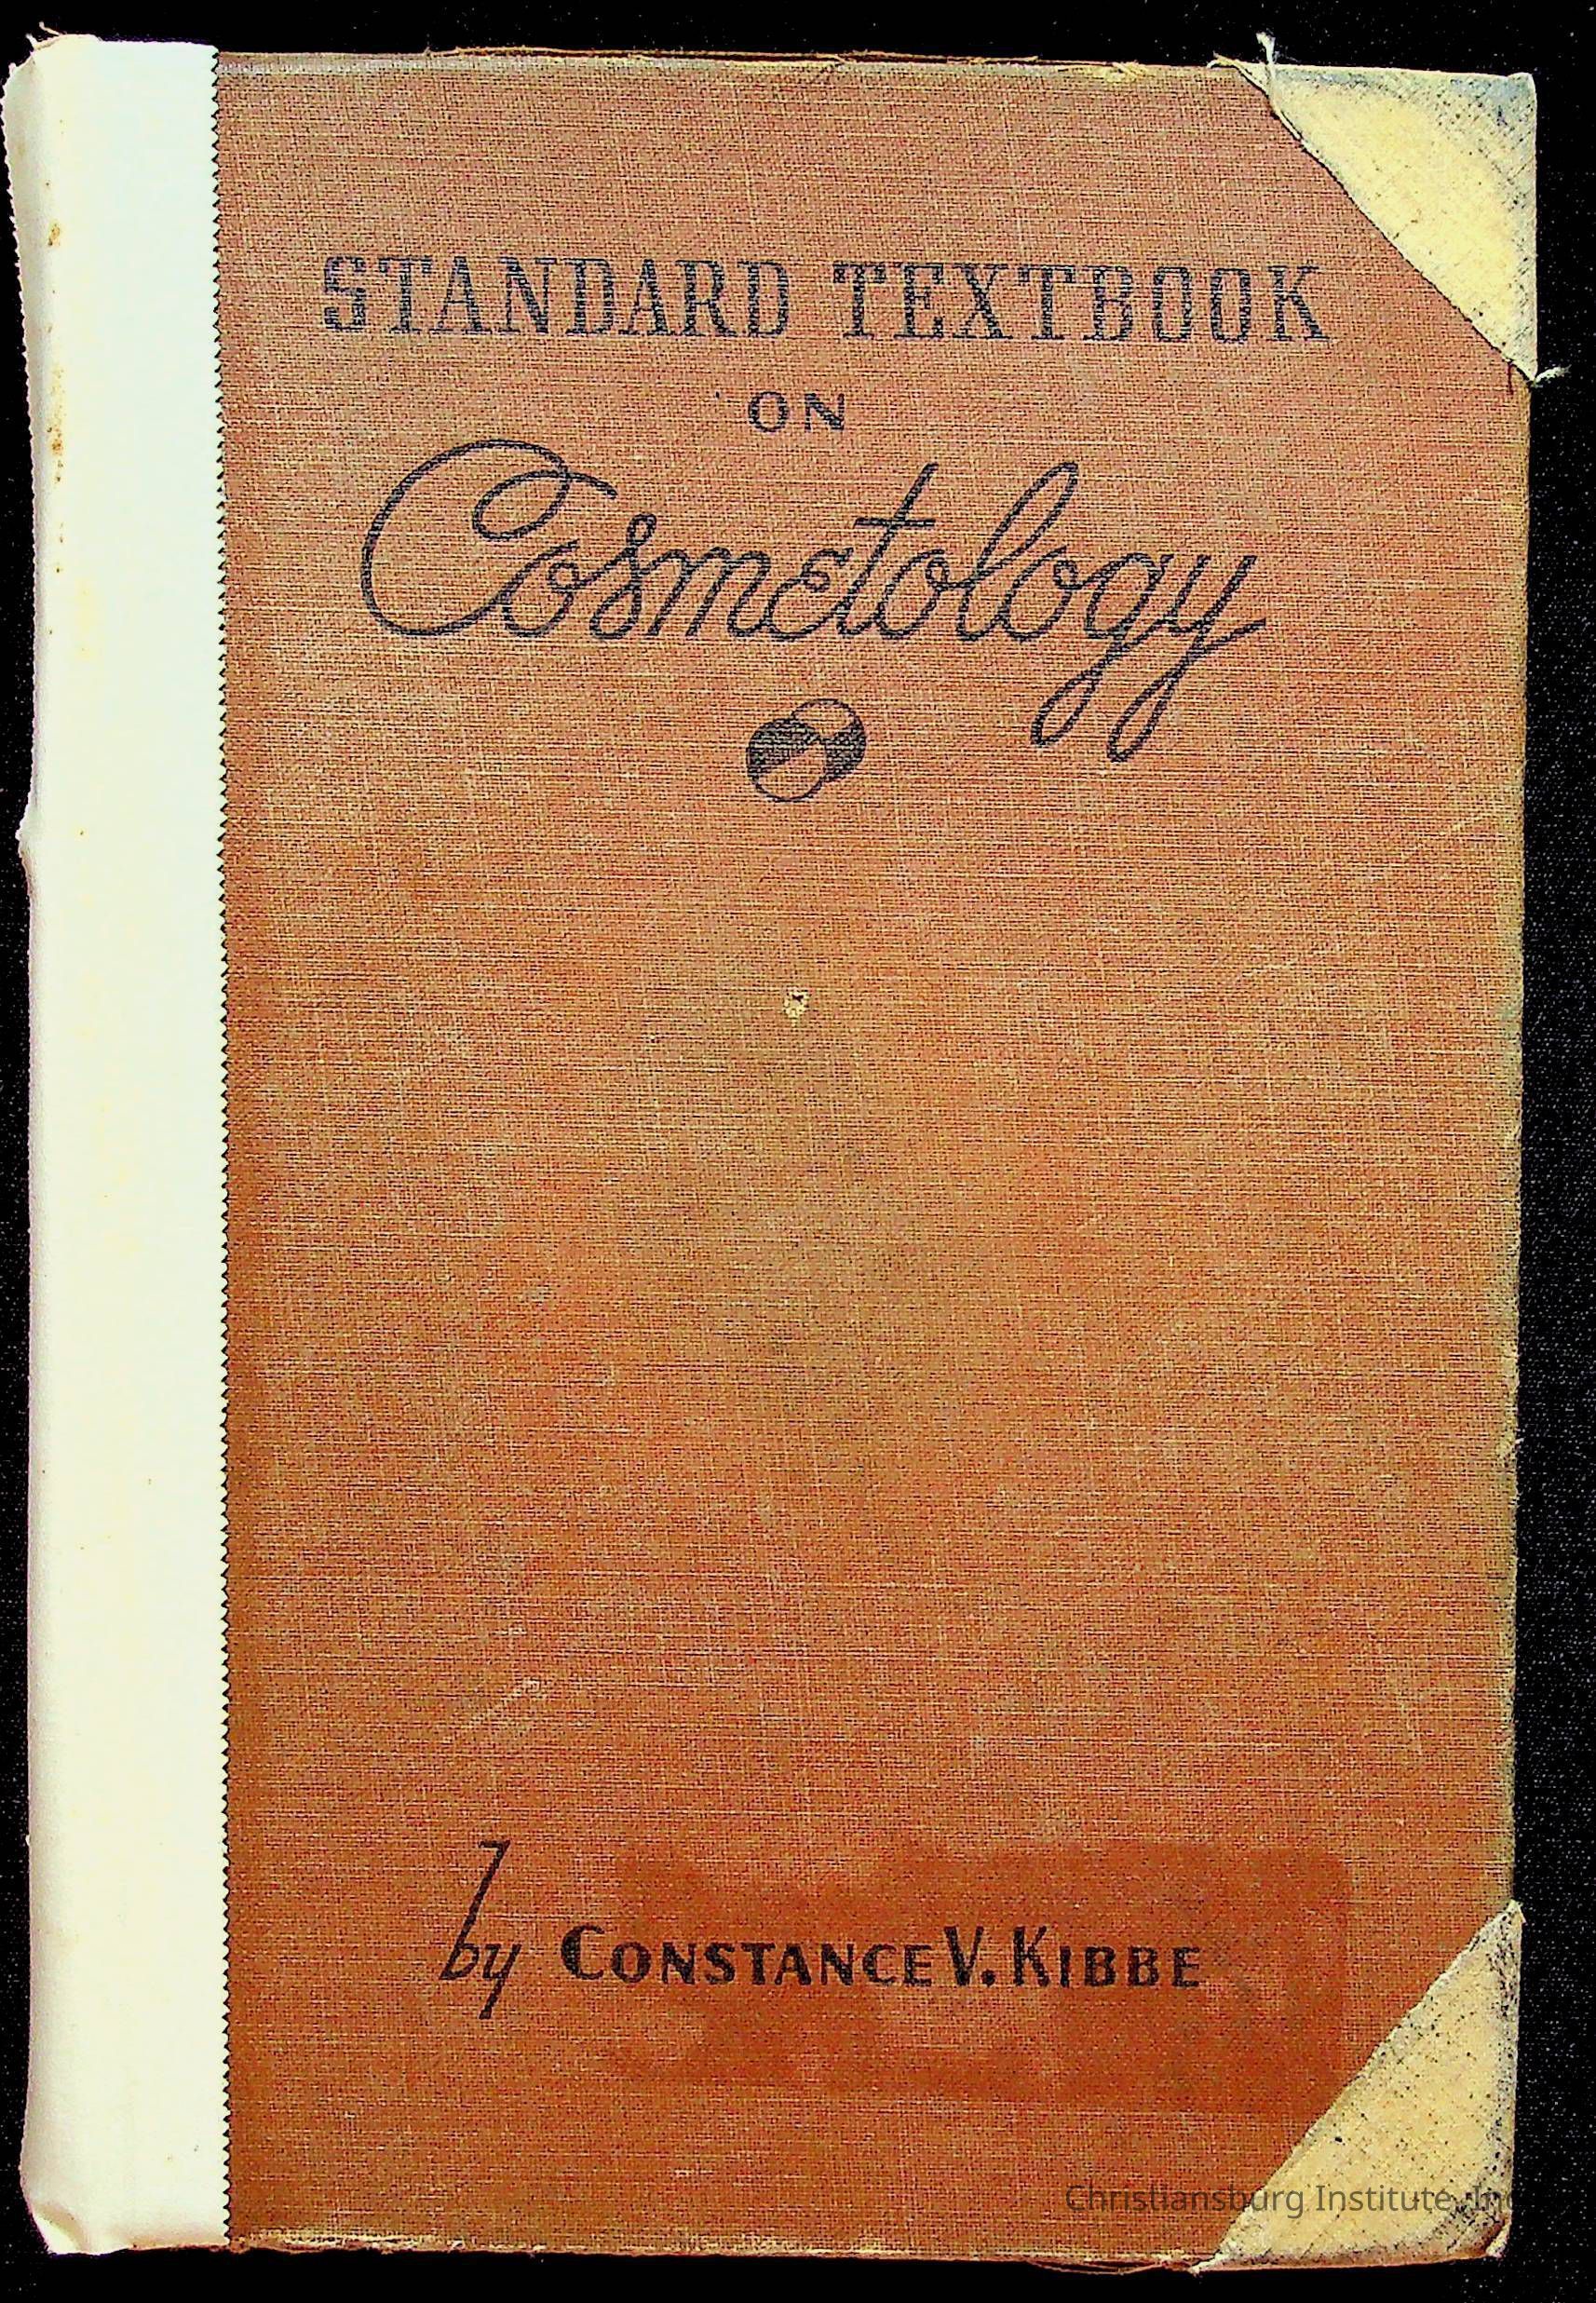 STANDARD TEXTBOOK
ON
Cosmetology
by CONSTANCE V. KIBBE
Christiansburg Institute, Inc